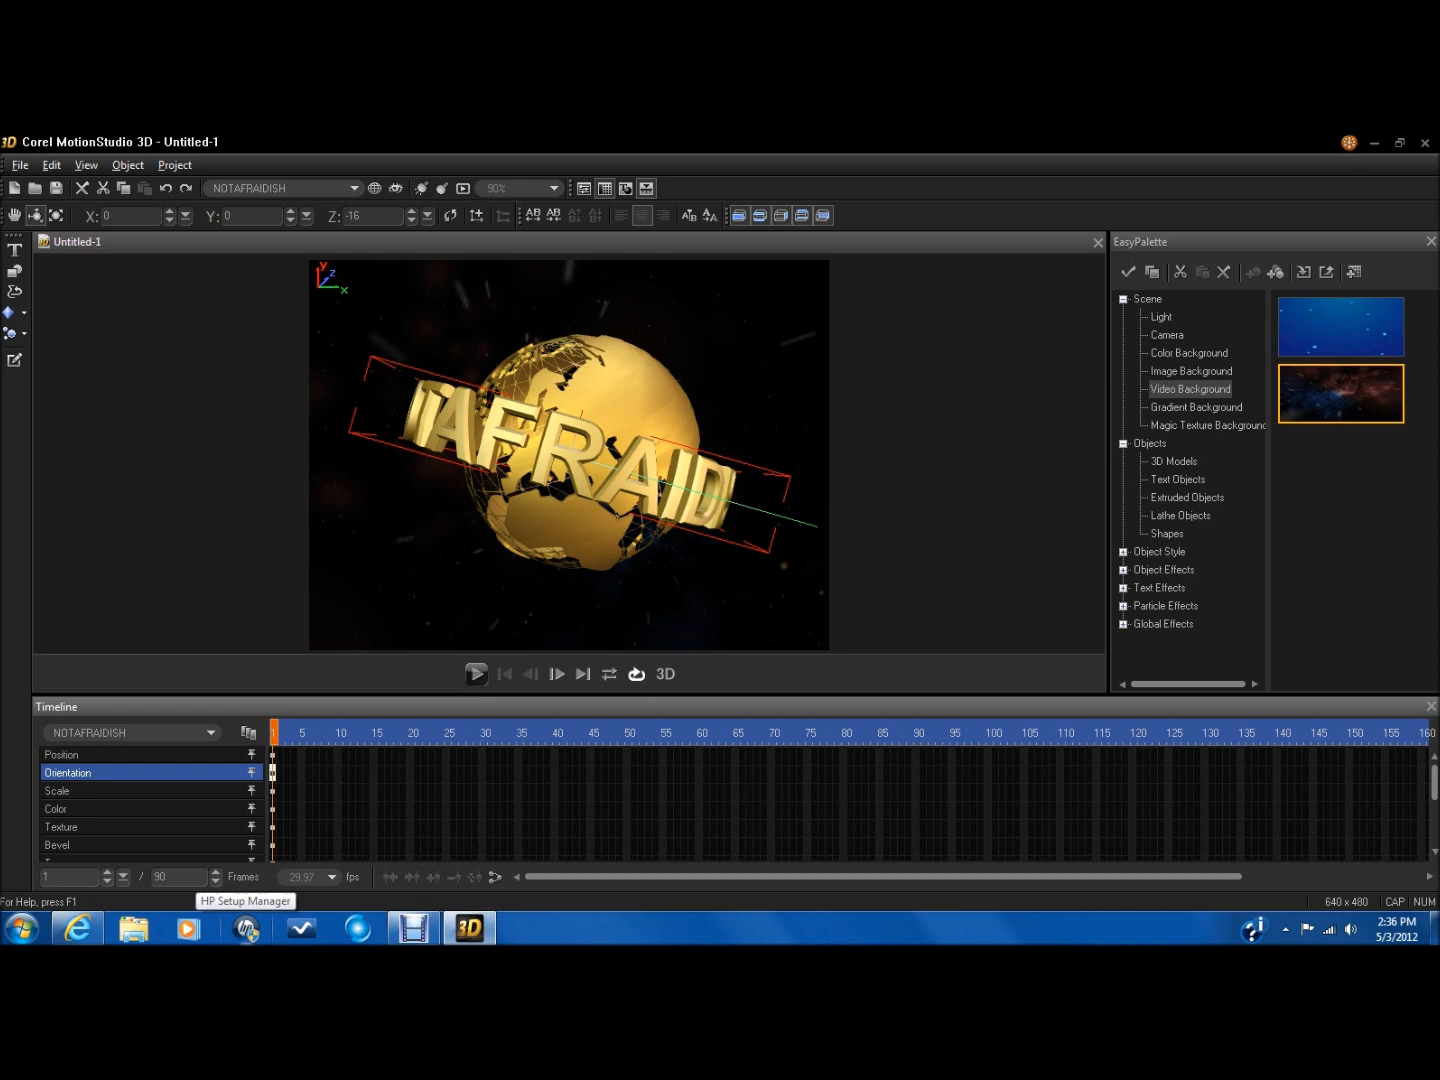 3D Corel MotionStudio 3D - Untitled-1
File Edit View Object Project
NOTAFRAIDISH 90%
X: 0 Y: 0 Z: -16
3D Untitled-1
EasyPalette
Y
Z
X
AFRAID
Scene
Light
Camera
Color Background
Image Background
Video Background
Gradient Background
Magic Texture Background
Objects
3D Models
Text Objects
Extruded Objects
Lathe Objects
Shapes
Object Style
Object Effects
Text Effects
Particle Effects
Global Effects
3D
Timeline
NOTAFRAIDISH
1 5 10 15 20 25 30 35 40 45 50 55 60 65 70 75 80 85 90 95 100 105 110 115 120 125 130 135 140 145 150 155 160
Position
Orientation
Scale
Color
Texture
Bevel
1 / 90 Frames 29.97 fps
For Help, press F1
HP Setup Manager
640 x 480 CAP NUM
hp
3D
2:36 PM
5/3/2012